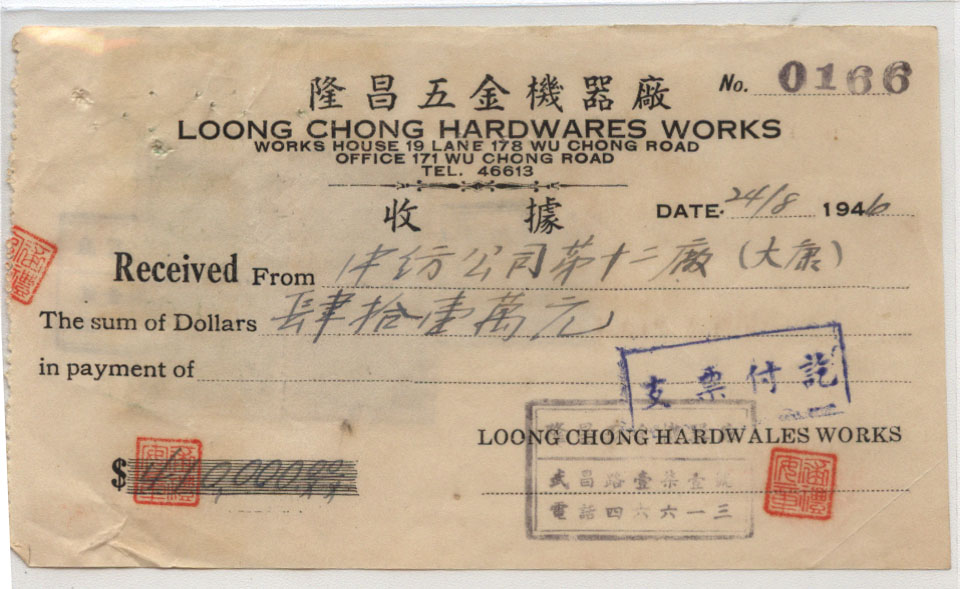 No. 0166
隆昌五金機器廠
LOONG CHONG HARDWARES WORKS
WORKS HOUSE 19 LANE 178 WU CHONG ROAD
OFFICE 171 WU CHONG ROAD
TEL. 46613
收據
DATE 24/8 1946
Received From 中紡公司第十二廠(大康)
The sum of Dollars 肆拾壹萬元
in payment of
支票付訖
LOONG CHONG HARDWALES WORKS
$ 410,000.00
武昌路壹柒壹號
電話四六六一三